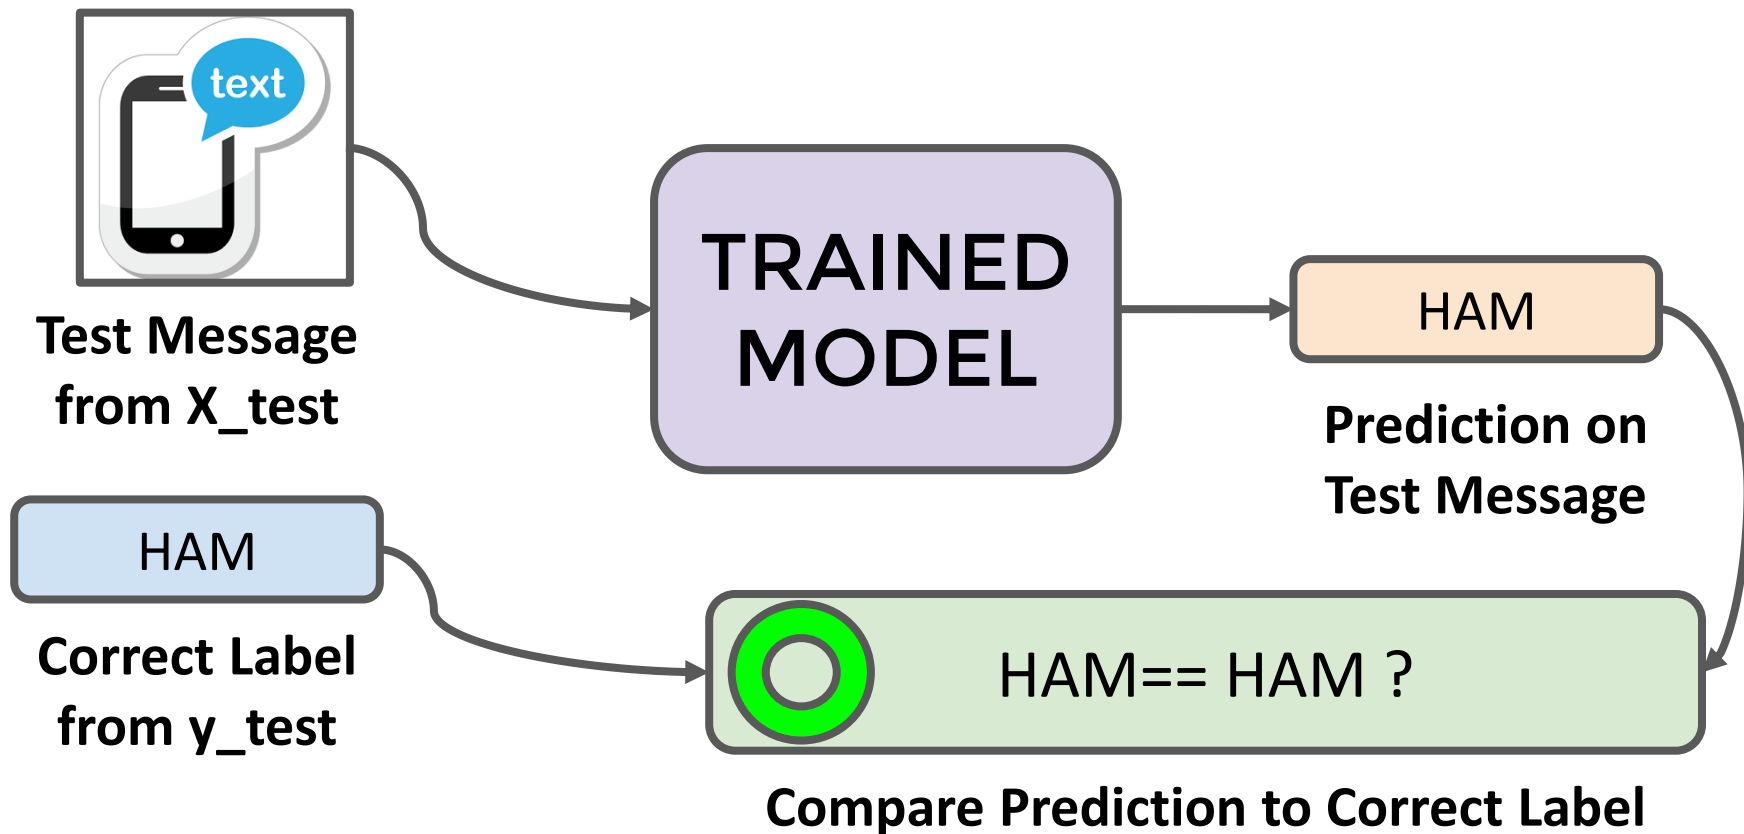 text
Test Message
from X_test
TRAINED
MODEL
HAM
Prediction on
Test Message
HAM
Correct Label
from y_test
HAM== HAM ?
Compare Prediction to Correct Label